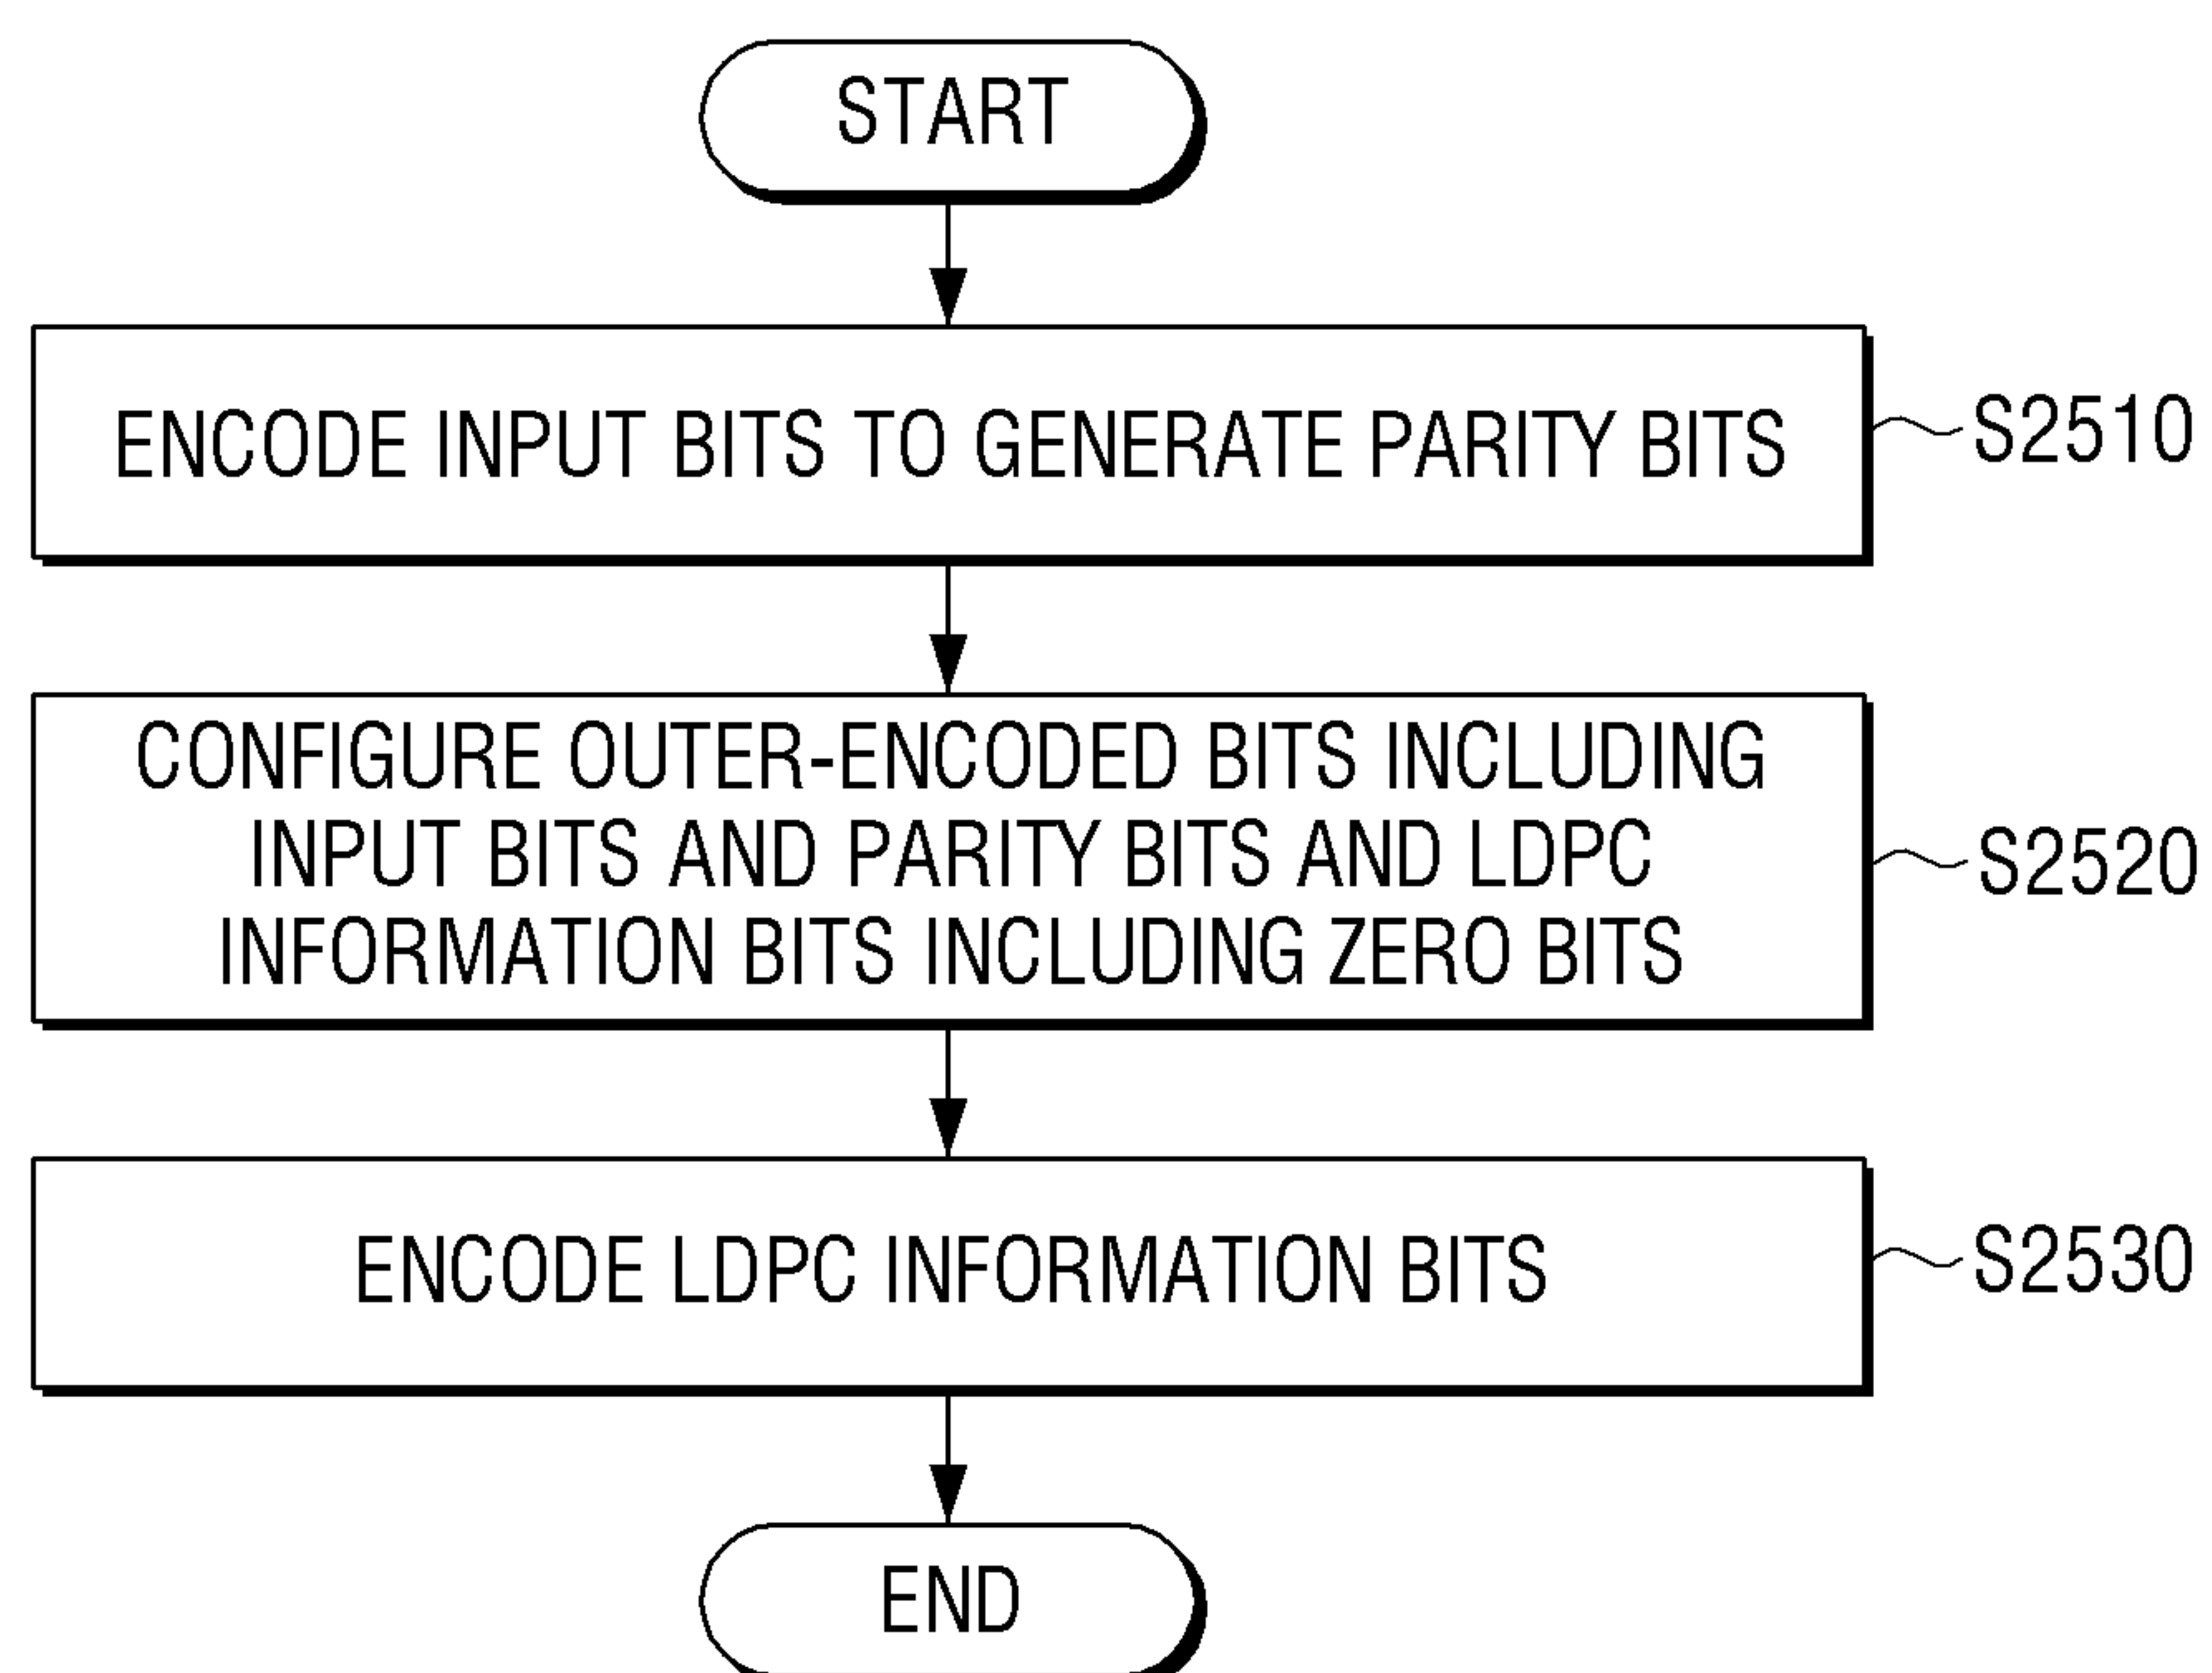 START
ENCODE INPUT BITS TO GENERATE PARITY BITS
S2510
CONFIGURE OUTER-ENCODED BITS INCLUDING
INPUT BITS AND PARITY BITS AND LDPC
INFORMATION BITS INCLUDING ZERO BITS
S2520
ENCODE LDPC INFORMATION BITS
S2530
END